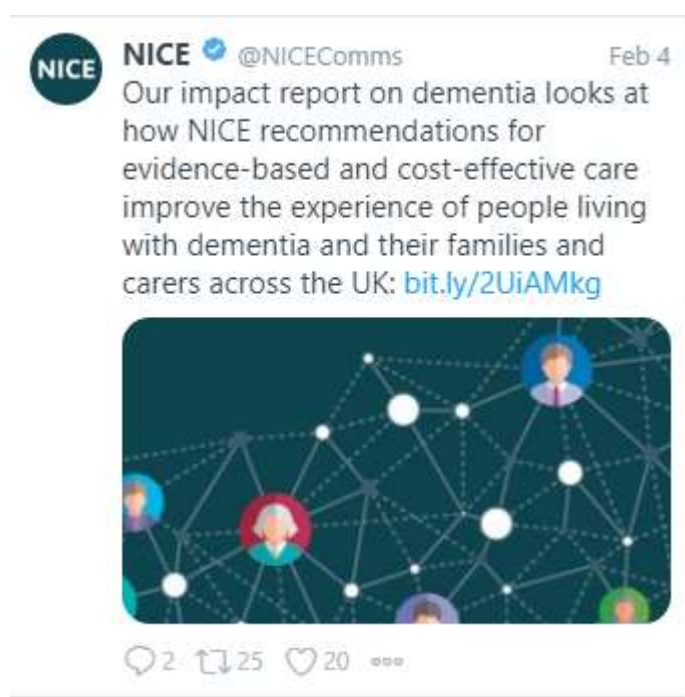 NICE
NICE @NICEComms Feb 4
Our impact report on dementia looks at
how NICE recommendations for
evidence-based and cost-effective care
improve the experience of people living
with dementia and their families and
carers across the UK: bit.ly/2UiAMkg
2 25 20